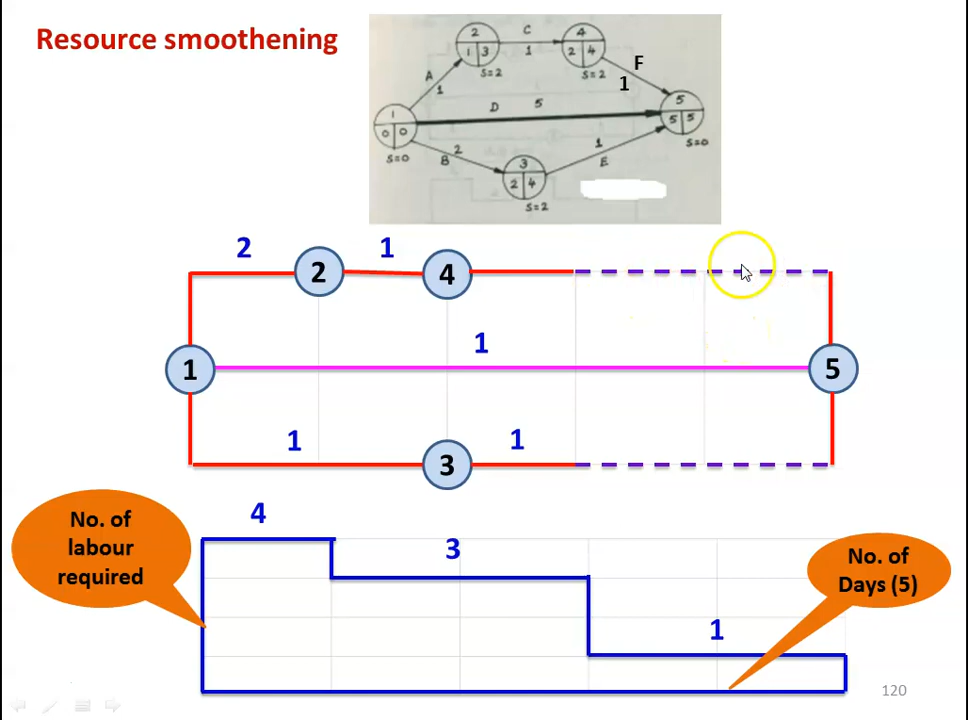 Resource smoothening
2
1 3
S=2
C
1
4
2 4
S=2
F
1
A
1
1
0 0
S=0
D 5
5
5 5
S=0
B
2
3
2 4
S=2
1
E
2
2
1
4
1
1
5
1
3
1
No. of
labour
required
4
3
1
No. of
Days (5)
120